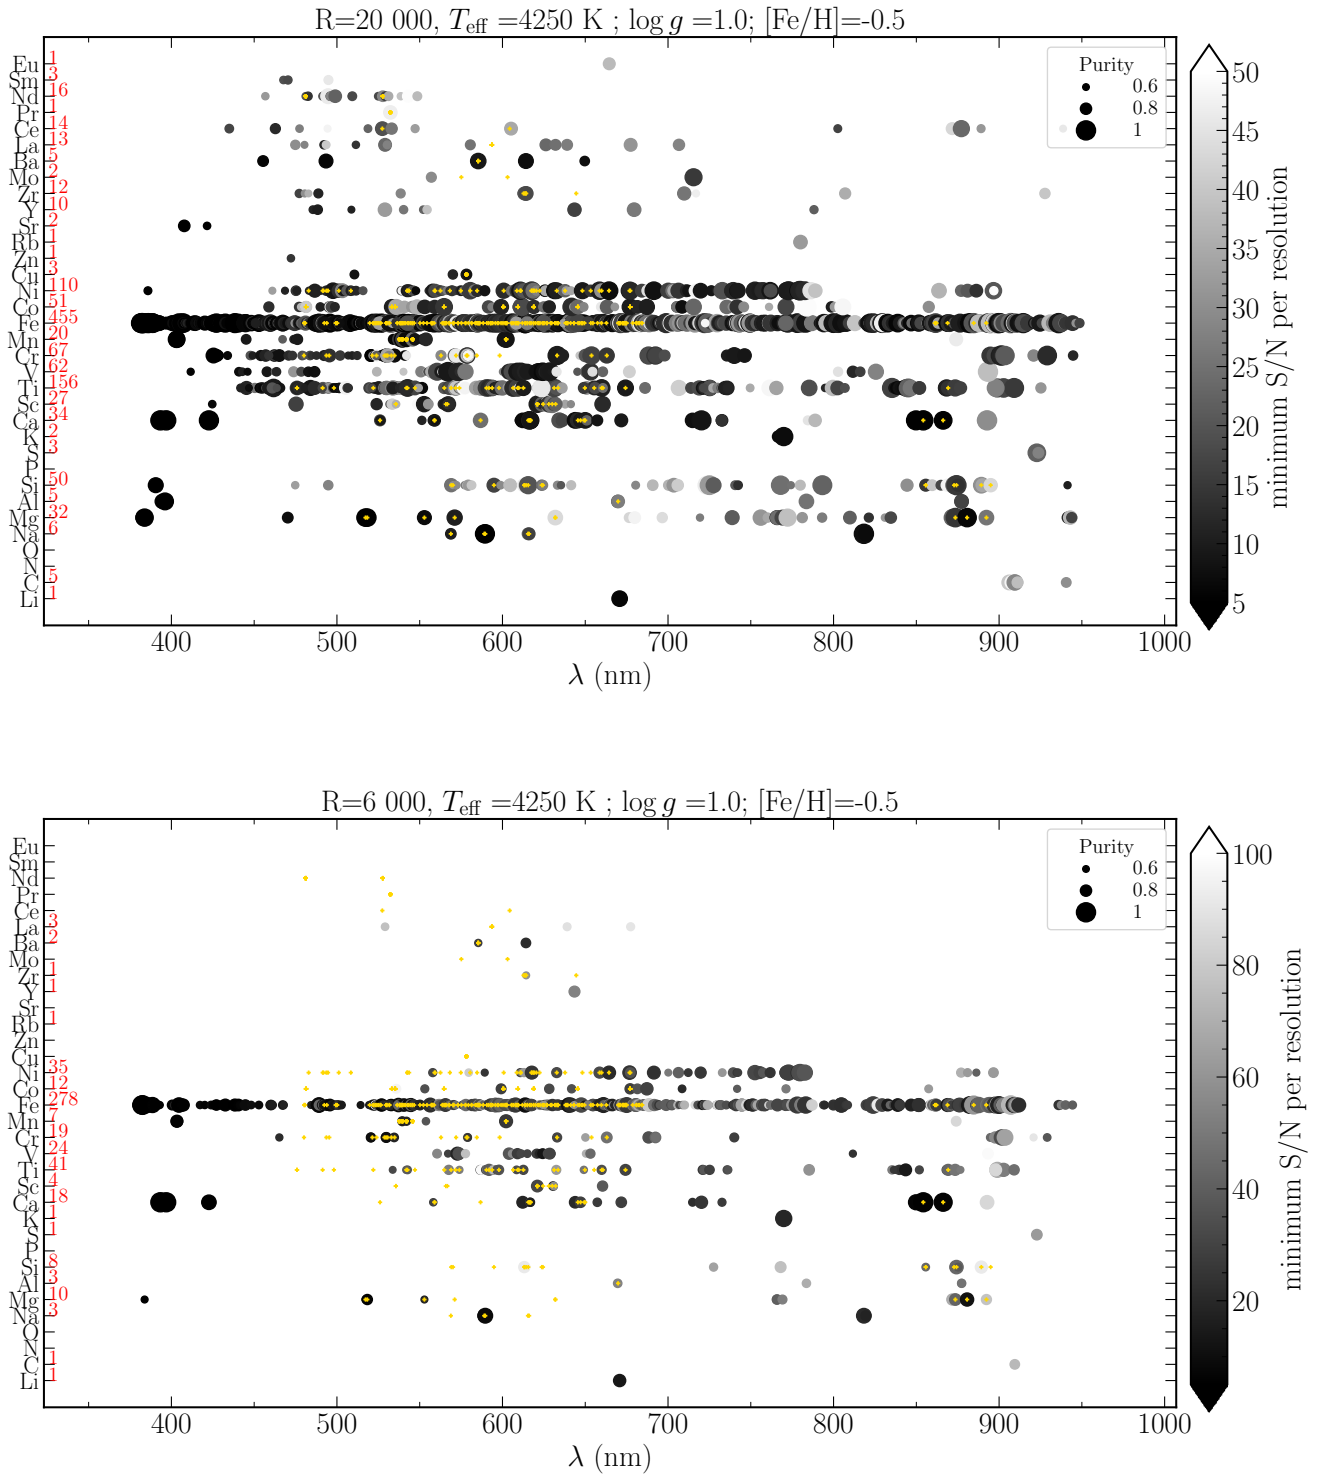 R=20 000, T_eff =4250 K ; log g =1.0; [Fe/H]=-0.5
Eu 1
Sm 3
Nd 16
Pr 1
Ce 14
La 13
Ba 5
Mo 2
Zr 12
Y 10
Sr 2
Rb 1
Zn 1
Cu 3
Ni 110
Co 51
Fe 455
Mn 20
Cr 67
V 62
Ti 156
Sc 27
Ca 34
K 2
S 3
P
Si 50
Al 5
Mg 32
Na 6
O
N
C 5
Li 1
Purity
0.6
0.8
1
400 500 600 700 800 900 1000
λ (nm)
50
45
40
35
30
25
20
15
10
5
minimum S/N per resolution
R=6 000, T_eff =4250 K ; log g =1.0; [Fe/H]=-0.5
Eu
Sm
Nd
Pr
Ce
La 3
Ba 2
Mo
Zr 1
Y 1
Sr
Rb 1
Zn
Cu
Ni 35
Co 12
Fe 278
Mn 7
Cr 19
V 24
Ti 41
Sc 4
Ca 18
K 1
S 1
P
Si 8
Al 3
Mg 10
Na 3
O
N
C 1
Li 1
Purity
0.6
0.8
1
400 500 600 700 800 900 1000
λ (nm)
100
80
60
40
20
minimum S/N per resolution